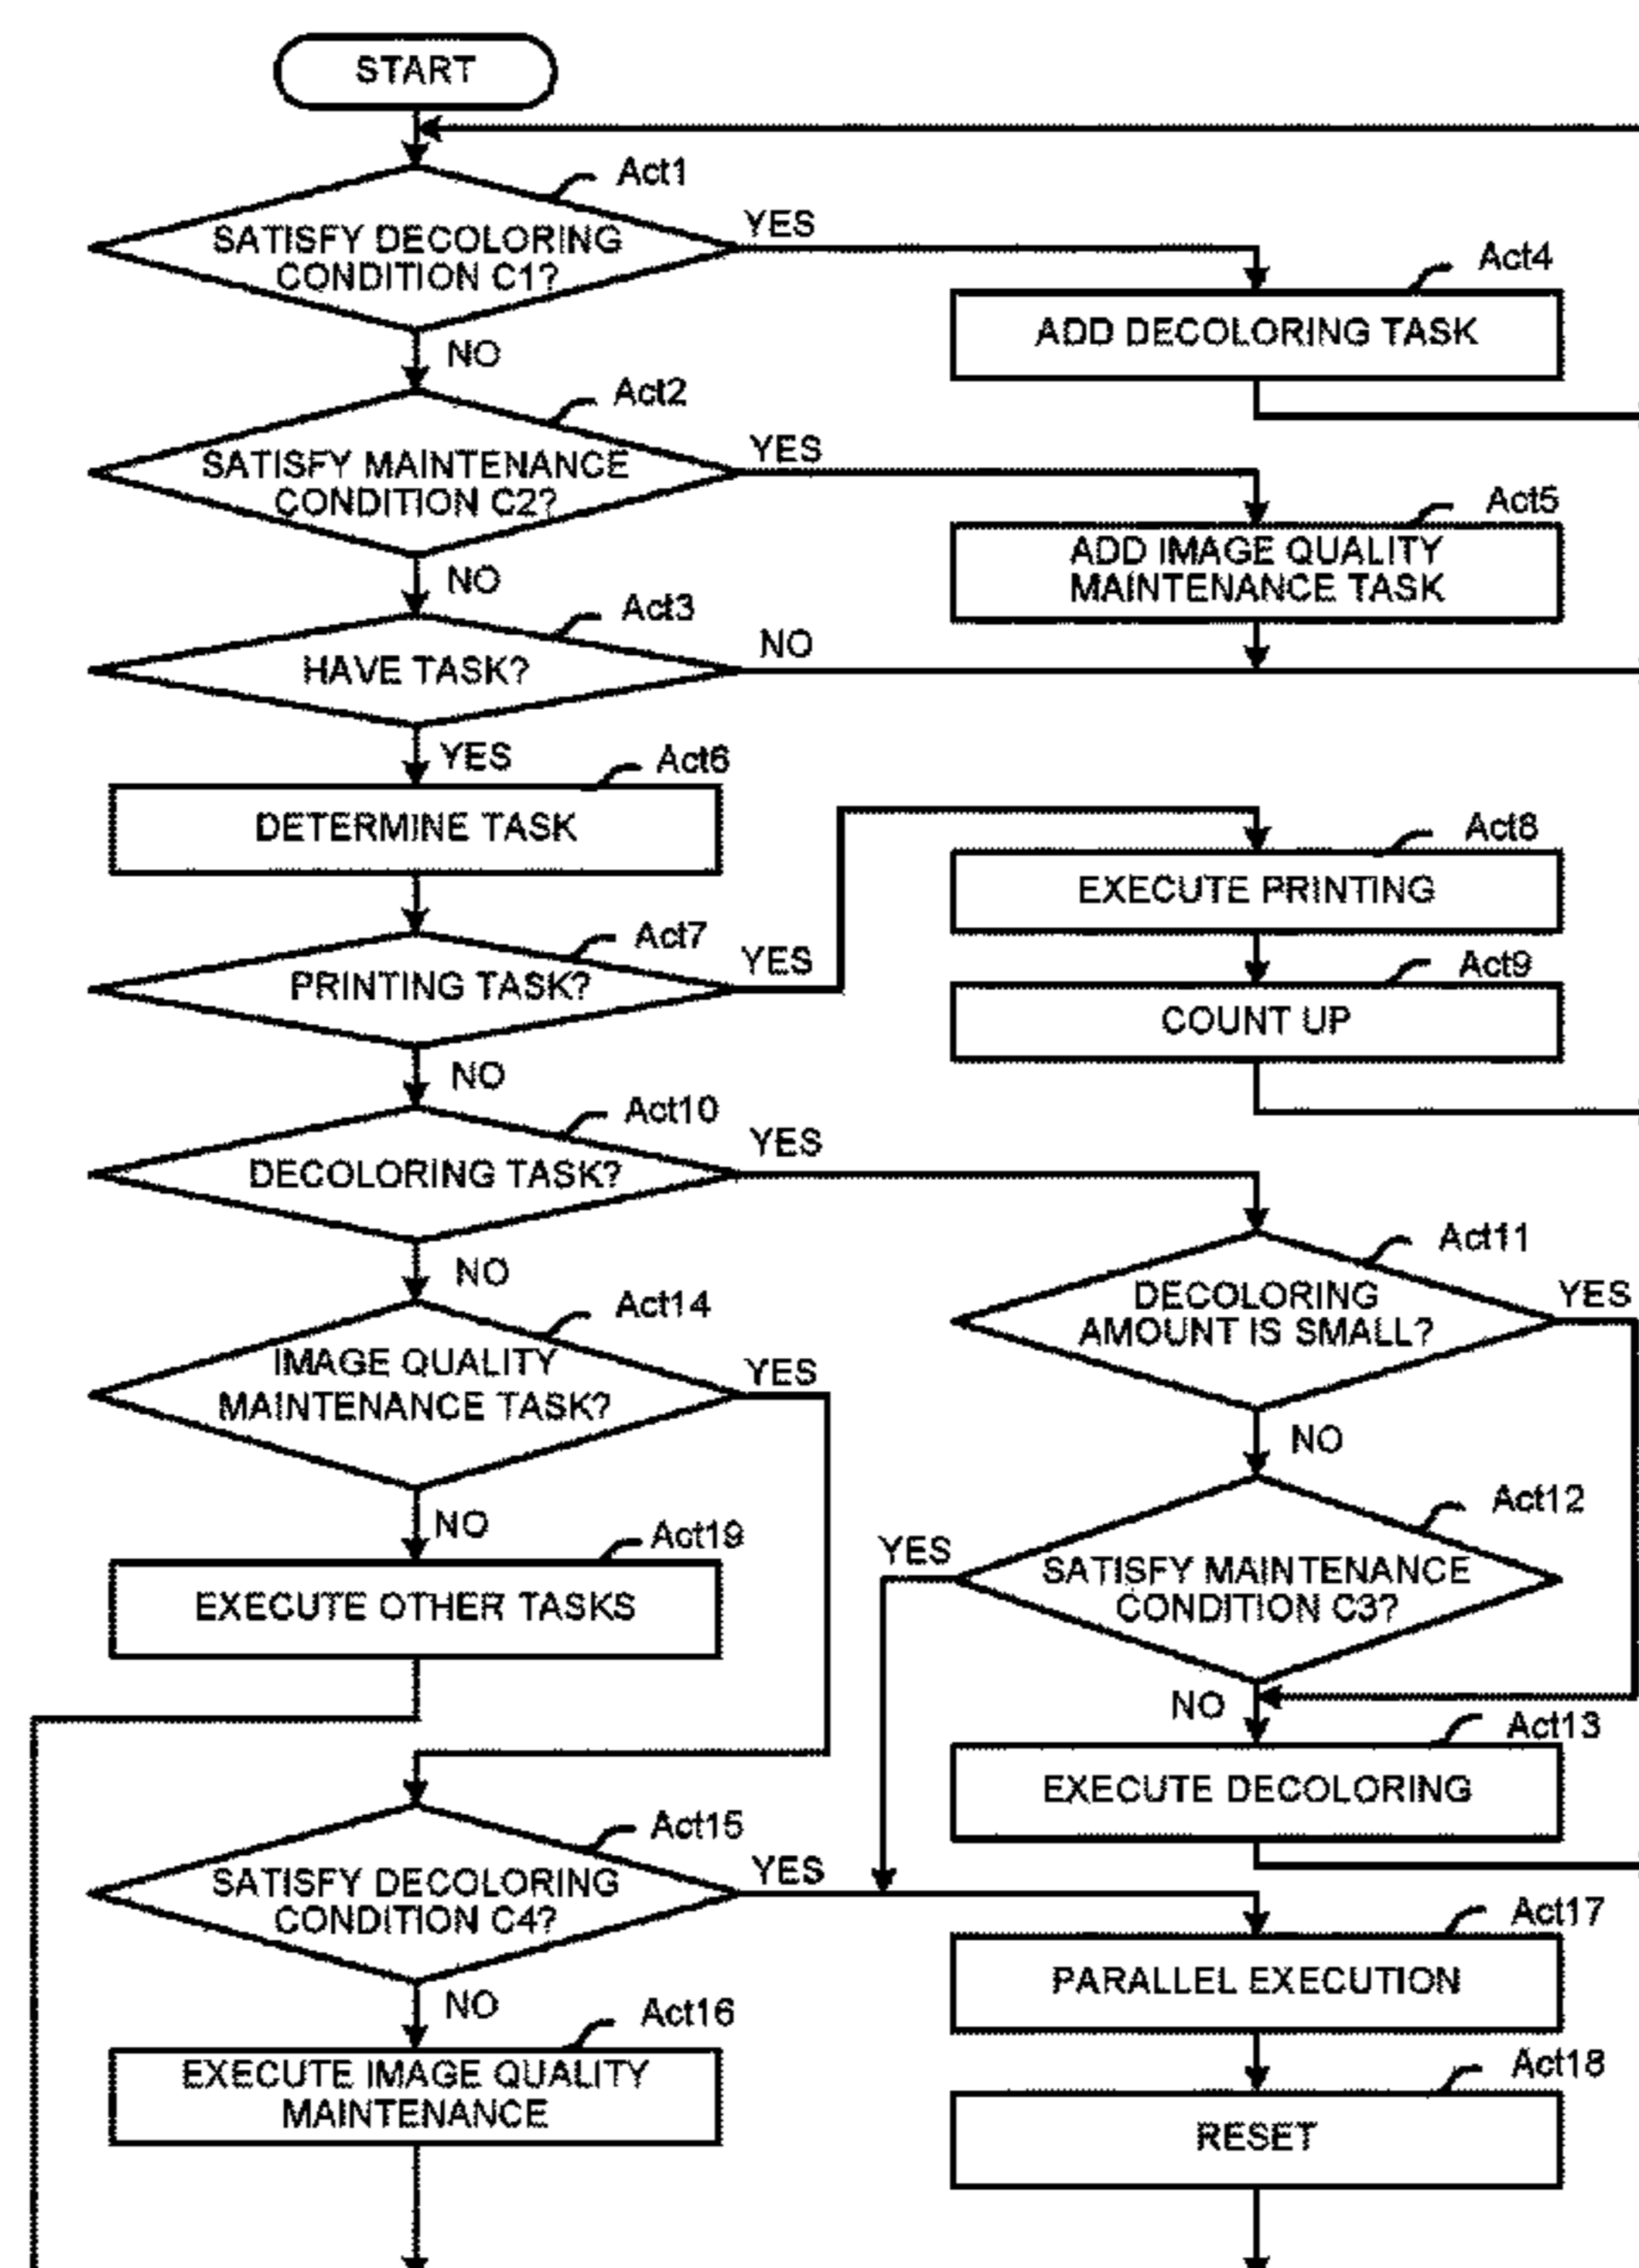 START
Act1
SATISFY DECOLORING
CONDITION C1?
YES
NO
Act4
ADD DECOLORING TASK
Act2
SATISFY MAINTENANCE
CONDITION C2?
YES
NO
Act5
ADD IMAGE QUALITY
MAINTENANCE TASK
Act3
HAVE TASK?
NO
YES
Act6
DETERMINE TASK
Act7
PRINTING TASK?
YES
NO
Act8
EXECUTE PRINTING
Act9
COUNT UP
Act10
DECOLORING TASK?
YES
NO
Act11
DECOLORING
AMOUNT IS SMALL?
YES
NO
Act14
IMAGE QUALITY
MAINTENANCE TASK?
YES
NO
Act12
SATISFY MAINTENANCE
CONDITION C3?
YES
NO
Act19
EXECUTE OTHER TASKS
Act13
EXECUTE DECOLORING
Act15
SATISFY DECOLORING
CONDITION C4?
YES
NO
Act17
PARALLEL EXECUTION
Act16
EXECUTE IMAGE QUALITY
MAINTENANCE
Act18
RESET